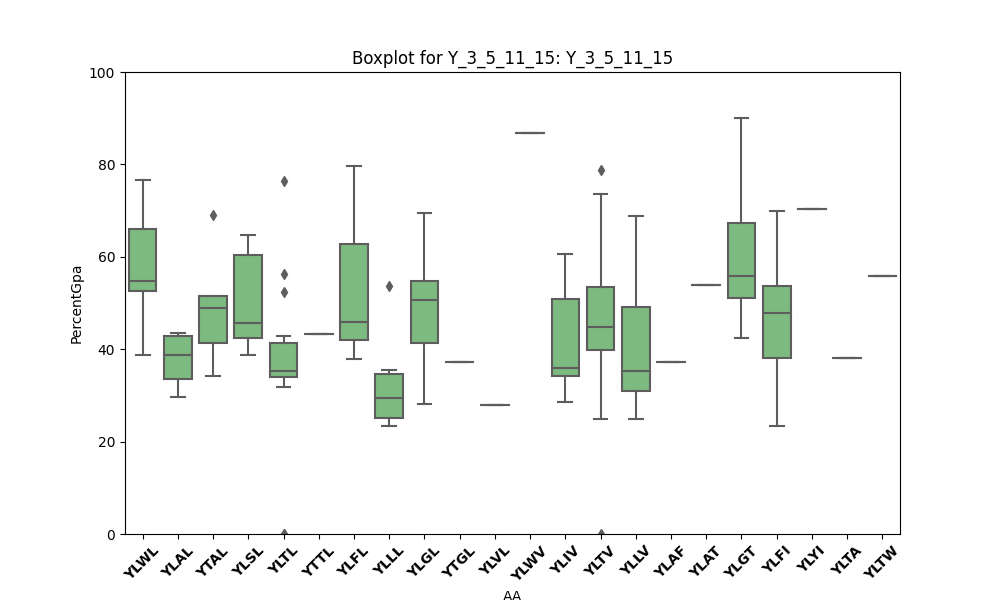 Boxplot for Y_3_5_11_15: Y_3_5_11_15
PercentGpa
100
80
60
40
20
0
YLWL YLAL YTAL YLSL YLTL YTTL YLFL YLLL YLGL YTGL YLVL YLWV YLIV YLTV YLLV YLAF YLAT YLGT YLFI YLYI YLTA YLTW
AA